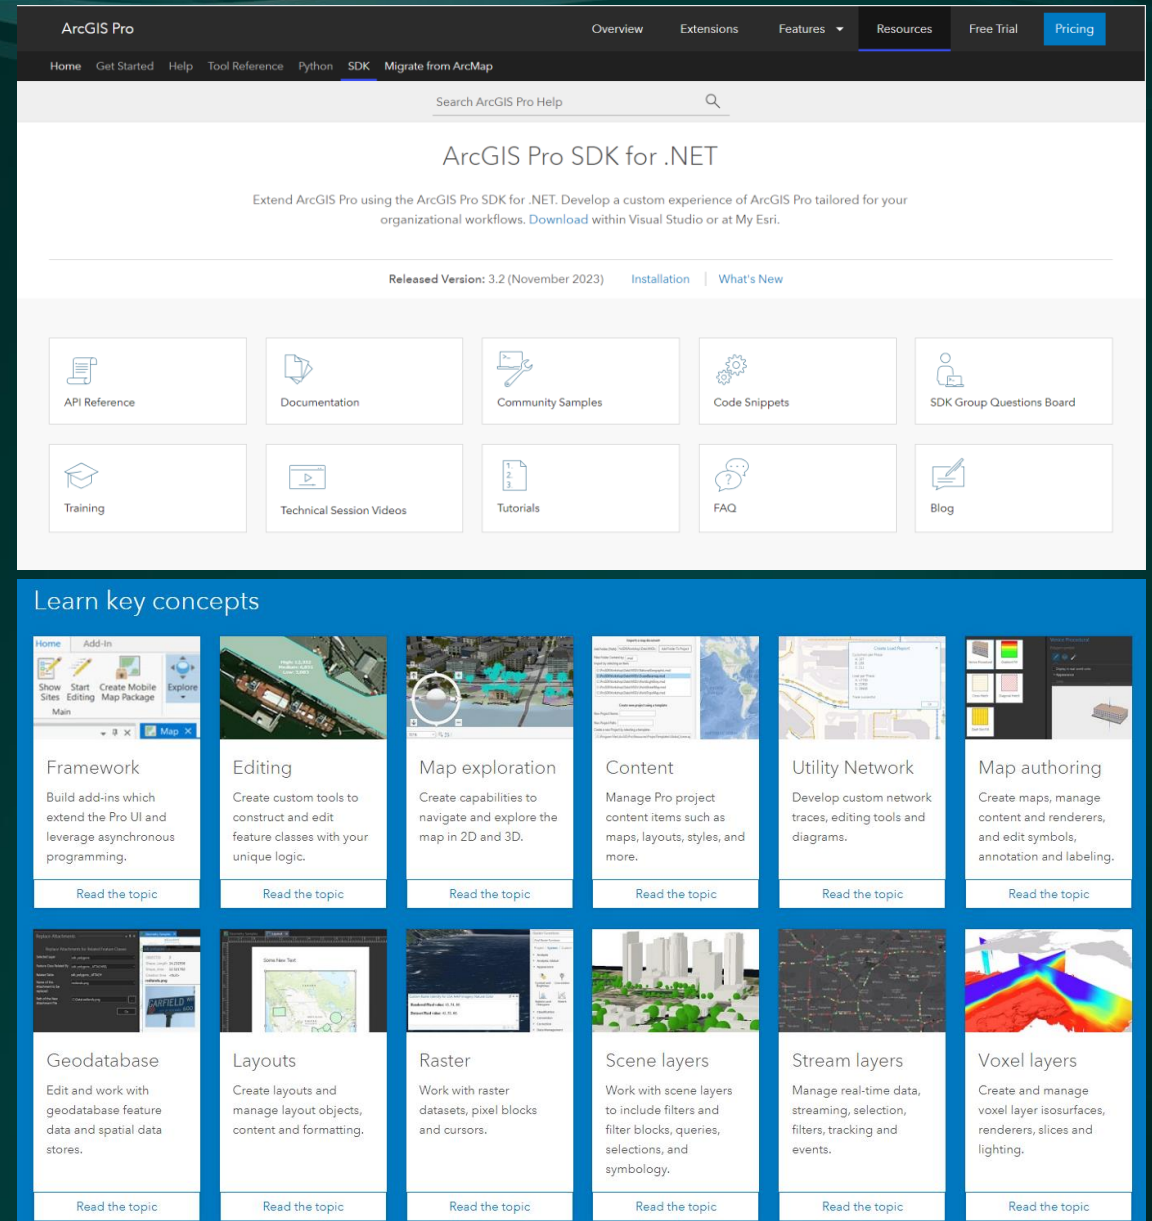 ArcGIS Pro
Overview Extensions Features Resources Free Trial Pricing
Home Get Started Help Tool Reference Python SDK Migrate from ArcMap
Search ArcGIS Pro Help
ArcGIS Pro SDK for .NET
Extend ArcGIS Pro using the ArcGIS Pro SDK for .NET. Develop a custom experience of ArcGIS Pro tailored for your
organizational workflows. Download within Visual Studio or at My Esri.
Released Version: 3.2 (November 2023) Installation What's New
API Reference Documentation Community Samples Code Snippets SDK Group Questions Board
Training Technical Session Videos Tutorials FAQ Blog
Learn key concepts
Home Add-In
Show Sites
Start Editing
Create Mobile Map Package
Explore
Main
Map
Framework
Build add-ins which
extend the Pro UI and
leverage asynchronous
programming.
Read the topic
Editing
Create custom tools to
construct and edit
feature classes with your
unique logic.
Read the topic
Map exploration
Create capabilities to
navigate and explore the
map in 2D and 3D.
Read the topic
Content
Manage Pro project
content items such as
maps, layouts, styles, and
more.
Read the topic
Utility Network
Develop custom network
traces, editing tools and
diagrams.
Read the topic
Map authoring
Create maps, manage
content and renderers,
and edit symbols,
annotation and labeling.
Read the topic
Geodatabase
Edit and work with
geodatabase feature
data and spatial data
stores.
Read the topic
Some New Text
Layouts
Create layouts and
manage layout objects,
content and formatting.
Read the topic
Raster
Work with raster
datasets, pixel blocks
and cursors.
Read the topic
Scene layers
Work with scene layers
to include filters and
filter blocks, queries,
selections, and
symbology.
Read the topic
Stream layers
Manage real-time data,
streaming, selection,
filters, tracking and
events.
Read the topic
Voxel layers
Create and manage
voxel layer isosurfaces,
renderers, slices and
lighting.
Read the topic